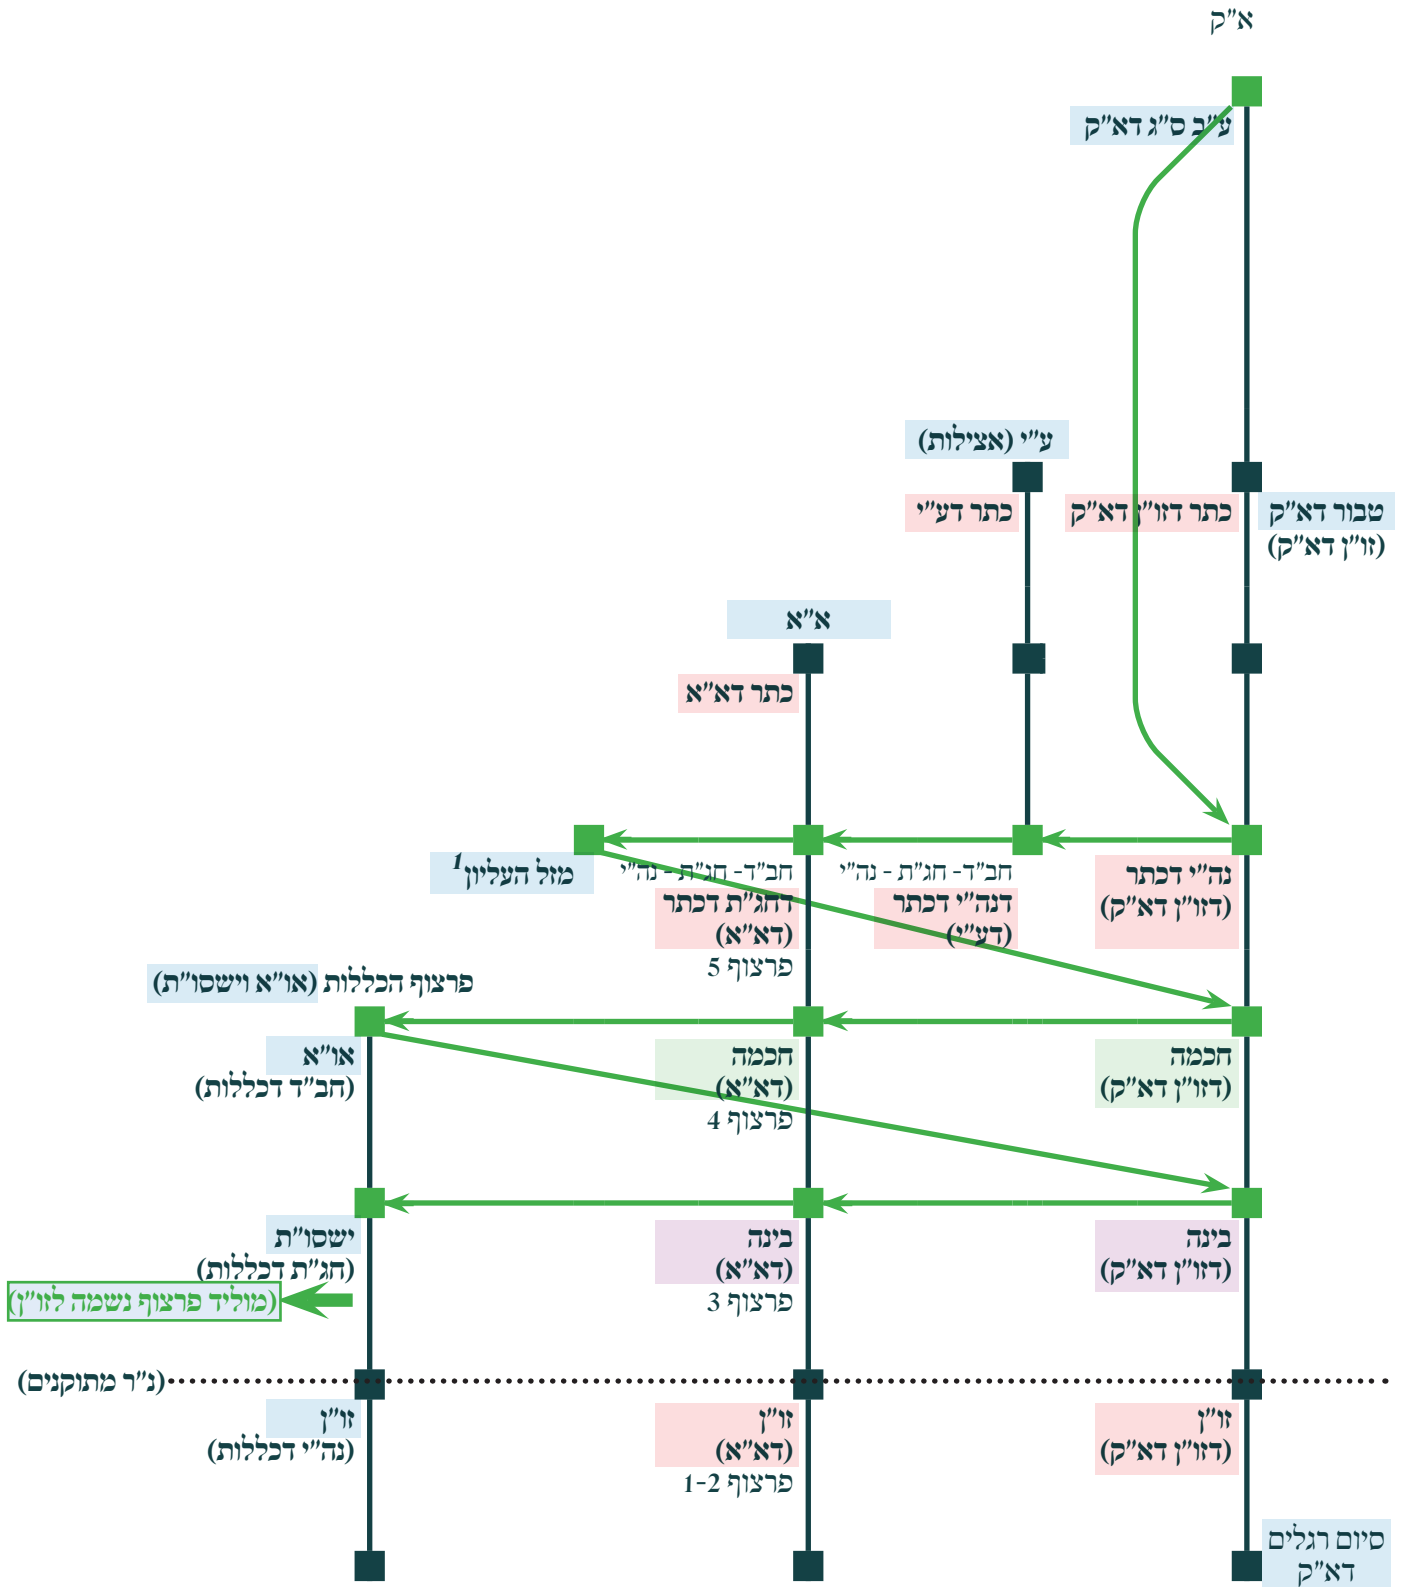 א"ק
ע"ב ס"ג דא"ק
ע"י (אצילות)
טבור דא"ק
(זו"ן דא"ק)
כתר דזו"ן דא"ק
כתר דע"י
א"א
כתר דא"א
נה"י דכתר
(דזו"ן דא"ק)
חב"ד- חג"ת - נה"י
דנה"י דכתר
(דע"י)
חב"ד- חג"ת - נה"י
דחג"ת דכתר
(דא"א)
פרצוף 5
מזל העליון1
פרצוף הכללות (או"א וישסו"ת)
חכמה
(דזו"ן דא"ק)
חכמה
(דא"א)
פרצוף 4
או"א
(חב"ד דכללות)
בינה
(דזו"ן דא"ק)
בינה
(דא"א)
פרצוף 3
ישסו"ת
(חג"ת דכללות)
(מוליד פרצוף נשמה לזו"ן)
(נ"ר מתוקנים)
זו"ן
(דזו"ן דא"ק)
זו"ן
(דא"א)
פרצוף 1-2
זו"ן
(נה"י דכללות)
סיום רגלים
דא"ק